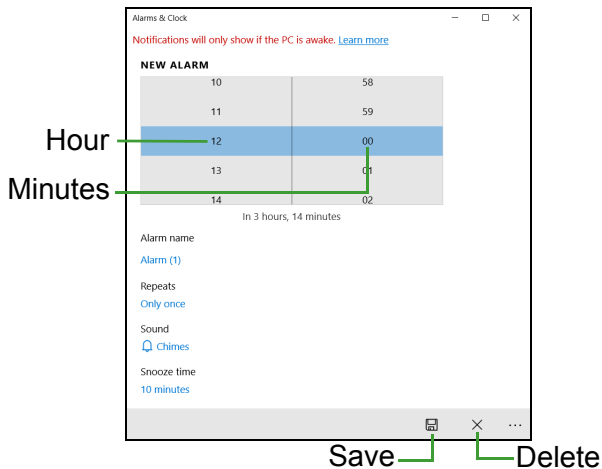 Alarms & Clock
Notifications will only show if the PC is awake. Learn more
NEW ALARM
10 58
11 59
Hour 12 00
13 01
Minutes
14 02
In 3 hours, 14 minutes
Alarm name
Alarm (1)
Repeats
Only once
Sound
Chimes
Snooze time
10 minutes
Save Delete